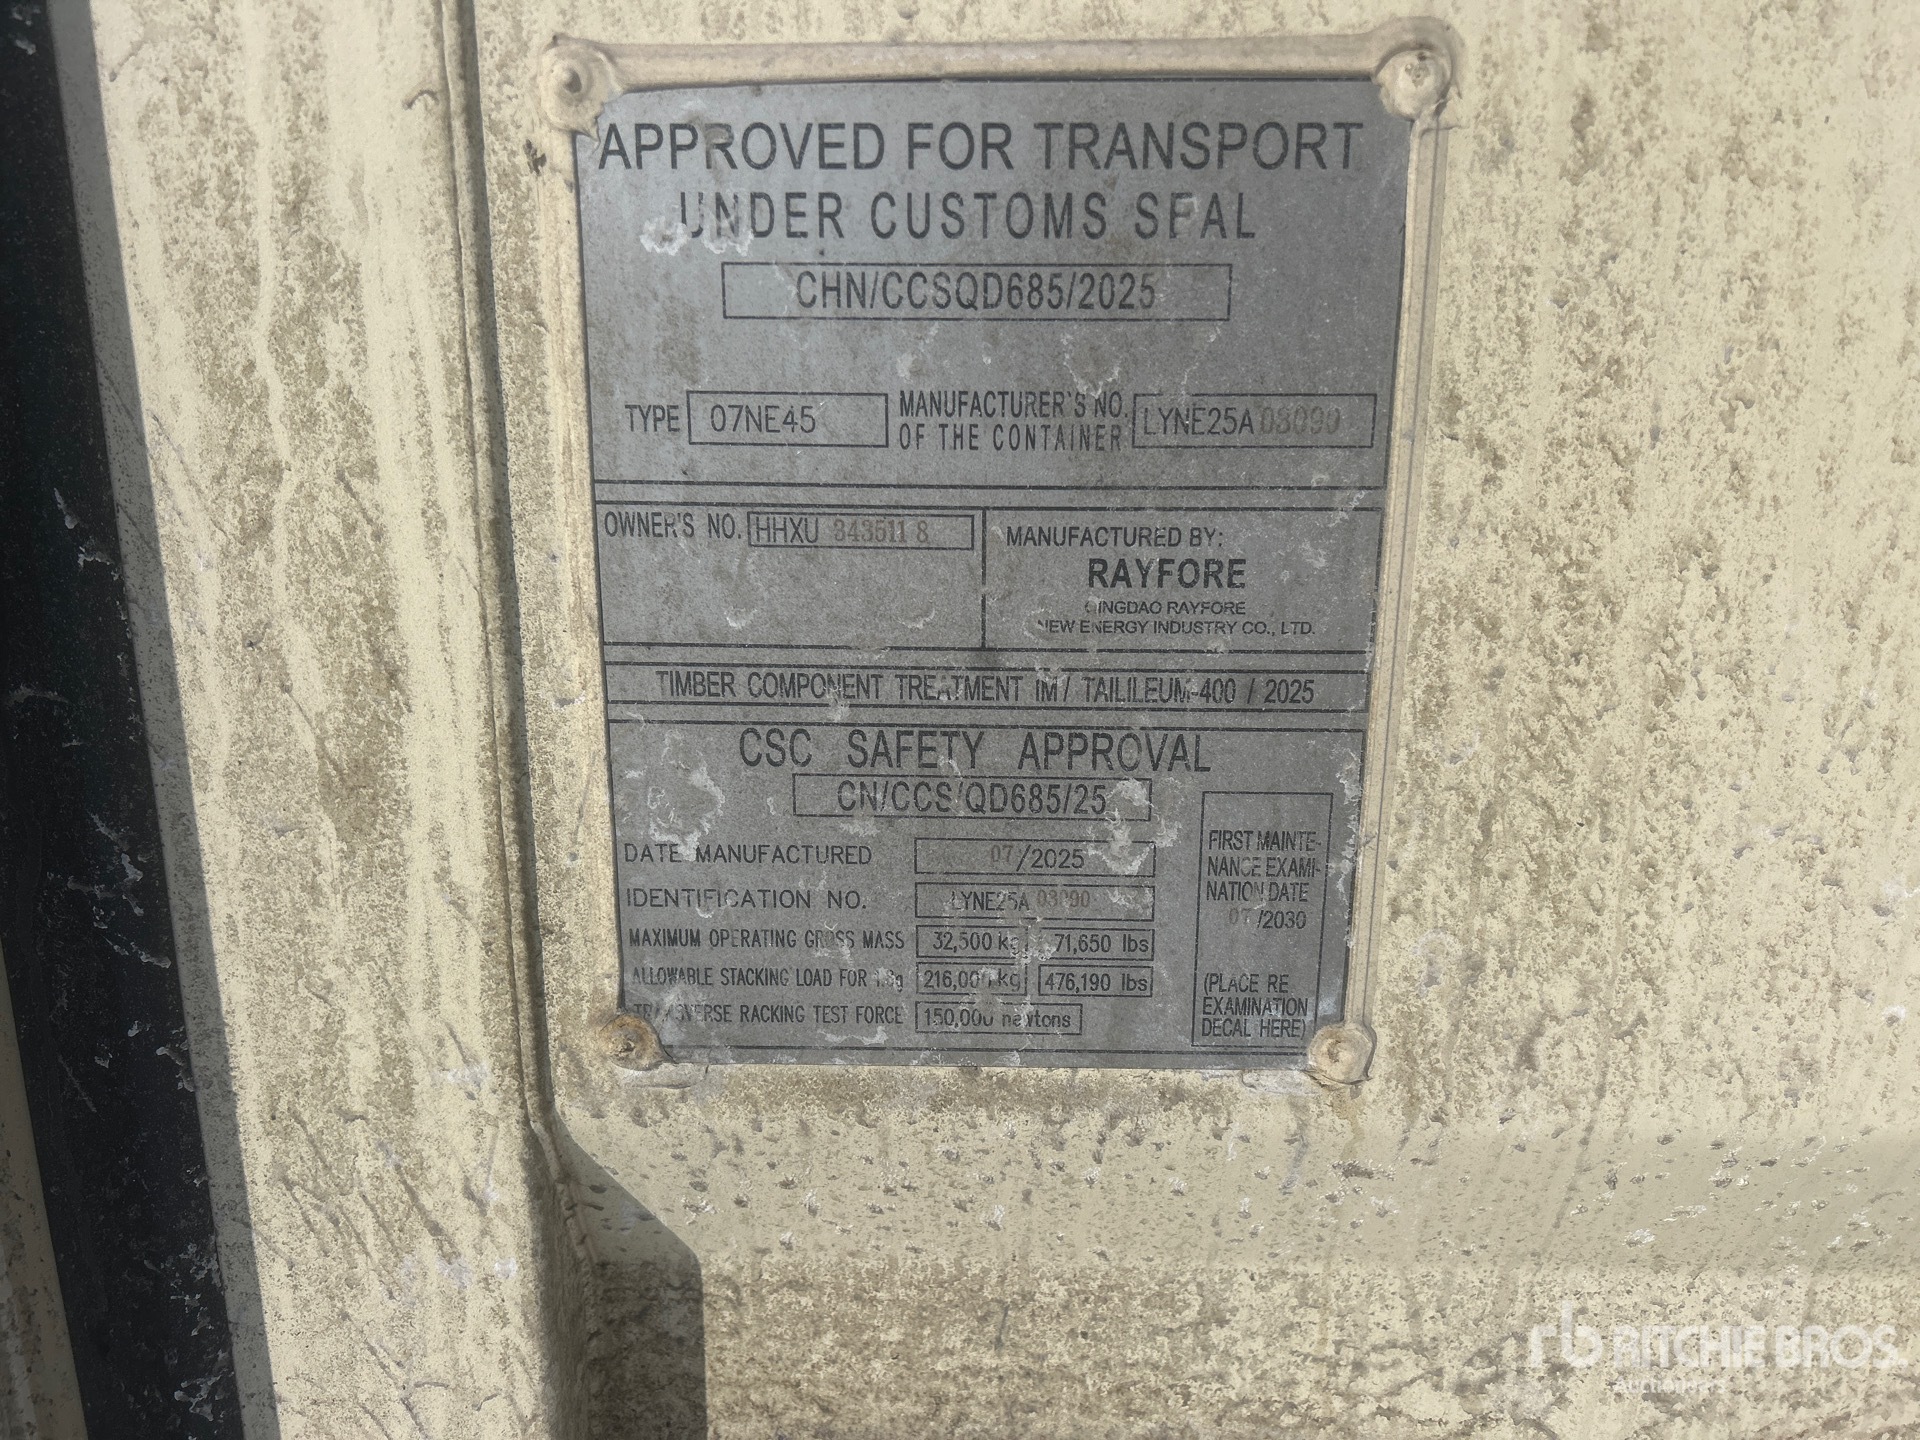 APPROVED FOR TRANSPORT
UNDER CUSTOMS SEAL
CHN/CCSQD685/2025
TYPE 07NE45 MANUFACTURER'S NO. OF THE CONTAINER LYNE25A 03090
OWNER'S NO. HHXU 843511 8
MANUFACTURED BY:
RAYFORE
QINGDAO RAYFORE
NEW ENERGY INDUSTRY CO., LTD.
TIMBER COMPONENT TREATMENT IM / TAILILEUM-400 / 2025
CSC SAFETY APPROVAL
CN/CCS/QD685/25
DATE MANUFACTURED 07/2025
IDENTIFICATION NO. LYNE25A 03090
MAXIMUM OPERATING GROSS MASS 32,500 kg 71,650 lbs
ALLOWABLE STACKING LOAD FOR 1.8g 216,000 kg 476,190 lbs
TRANSVERSE RACKING TEST FORCE 150,000 newtons
FIRST MAINTE-
NANCE EXAMI-
NATION DATE
07/2030
(PLACE RE
EXAMINATION
DECAL HERE)
rb RITCHIE BROS.
Auctioneers